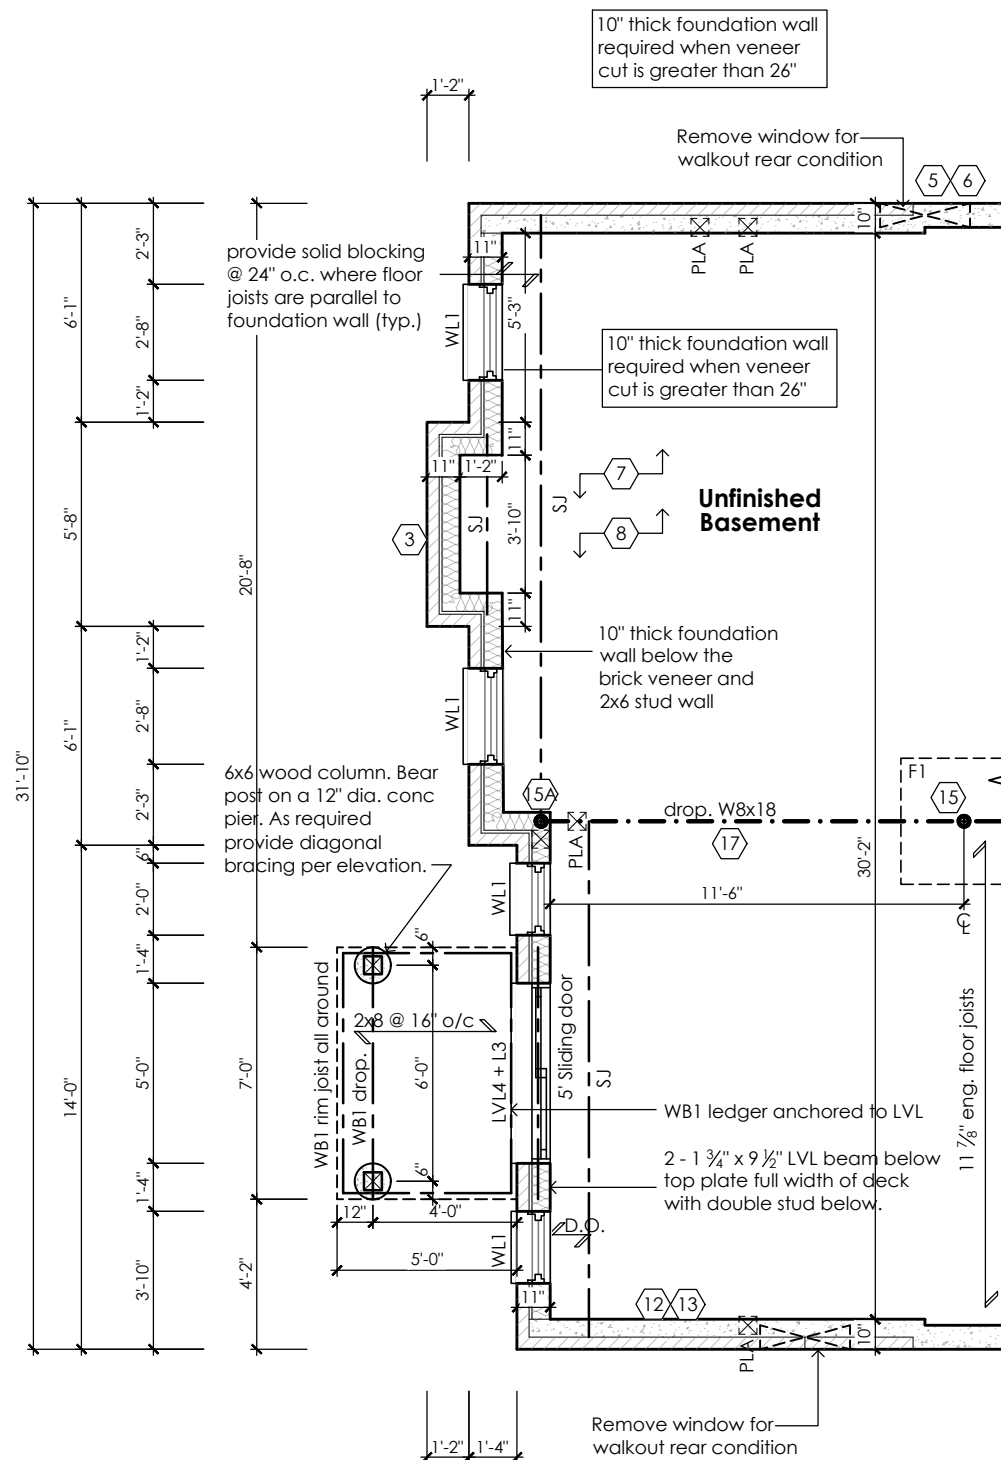 10" thick foundation wall
required when veneer
cut is greater than 26"
1'-2"
Remove window for
walkout rear condition
5
6
10"
PLA
PLA
provide solid blocking
@ 24" o.c. where floor
joists are parallel to
foundation wall (typ.)
11"
5'-3"
WL1
10" thick foundation wall
required when veneer
cut is greater than 26"
2'-3"
2'-8"
1'-2"
6'-1"
11"
11"
1'-2"
SJ
SJ
3'-10"
11"
7
8
Unfinished
Basement
3
5'-8"
20'-8"
31'-10"
10" thick foundation
wall below the
brick veneer and
2x6 stud wall
1'-2"
2'-8"
2'-3"
6'-1"
WL1
6x6 wood column. Bear
post on a 12" dia. conc
pier. As required
provide diagonal
bracing per elevation.
15A
PLA
drop. W8x18
17
F1
15
30'-2"
11'-6"
℄
6"
2'-0"
1'-4"
WL1
6"
WB1 rim joist all around
WB1 drop.
2x8 @ 16" o/c
6'-0"
LVL4 + L3
5' Sliding door
SJ
11 ⅞" eng. floor joists
WB1 ledger anchored to LVL
2 - 1 ¾" x 9 ½" LVL beam below
top plate full width of deck
with double stud below.
5'-0"
7'-0"
14'-0"
6"
1'-4"
12"
4'-0"
5'-0"
D.O.
WL1
3'-10"
4'-2"
11"
12
13
PLA
10"
Remove window for
walkout rear condition
1'-2"
1'-4"